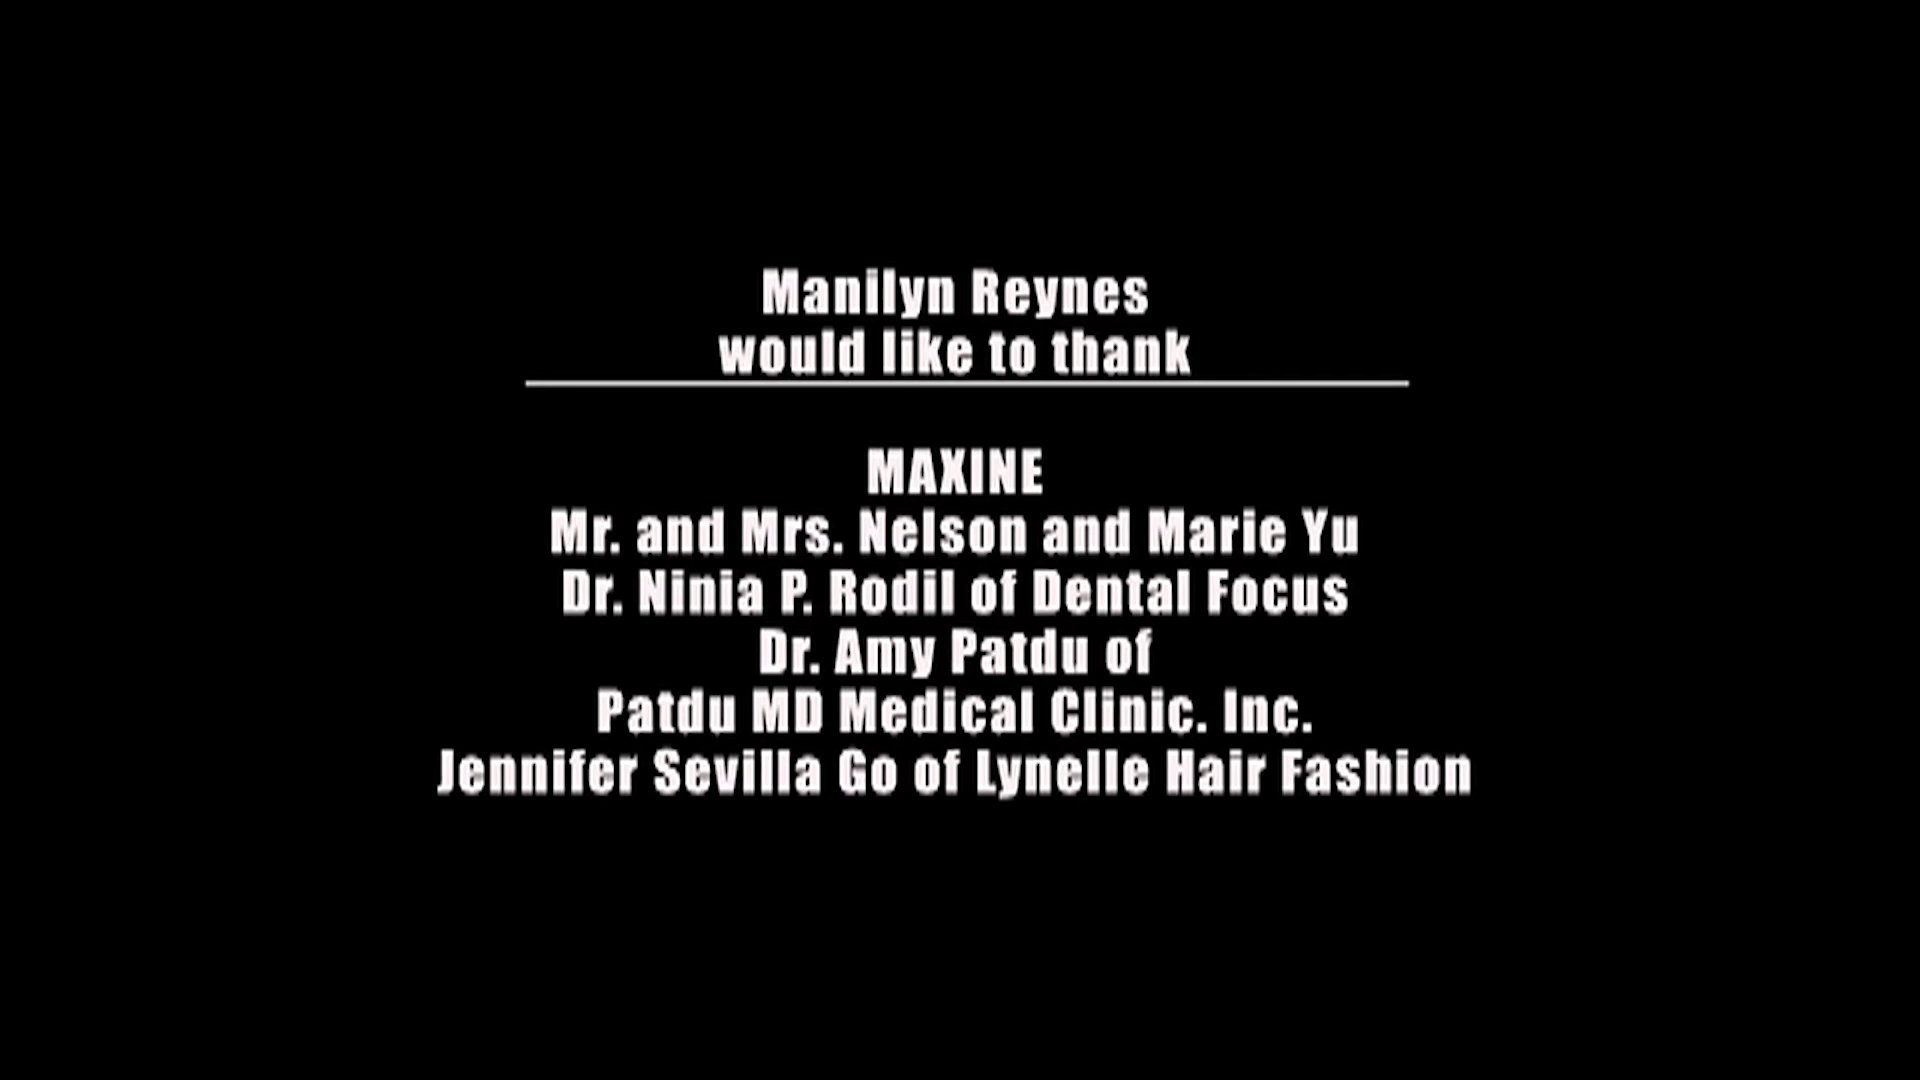 Manilyn Reynes
would like to thank
MAXINE
Mr. and Mrs. Nelson and Marie Yu
Dr. Ninia P. Rodil of Dental Focus
Dr. Amy Patdu of
Patdu MD Medical Clinic. Inc.
Jennifer Sevilla Go of Lynelle Hair Fashion